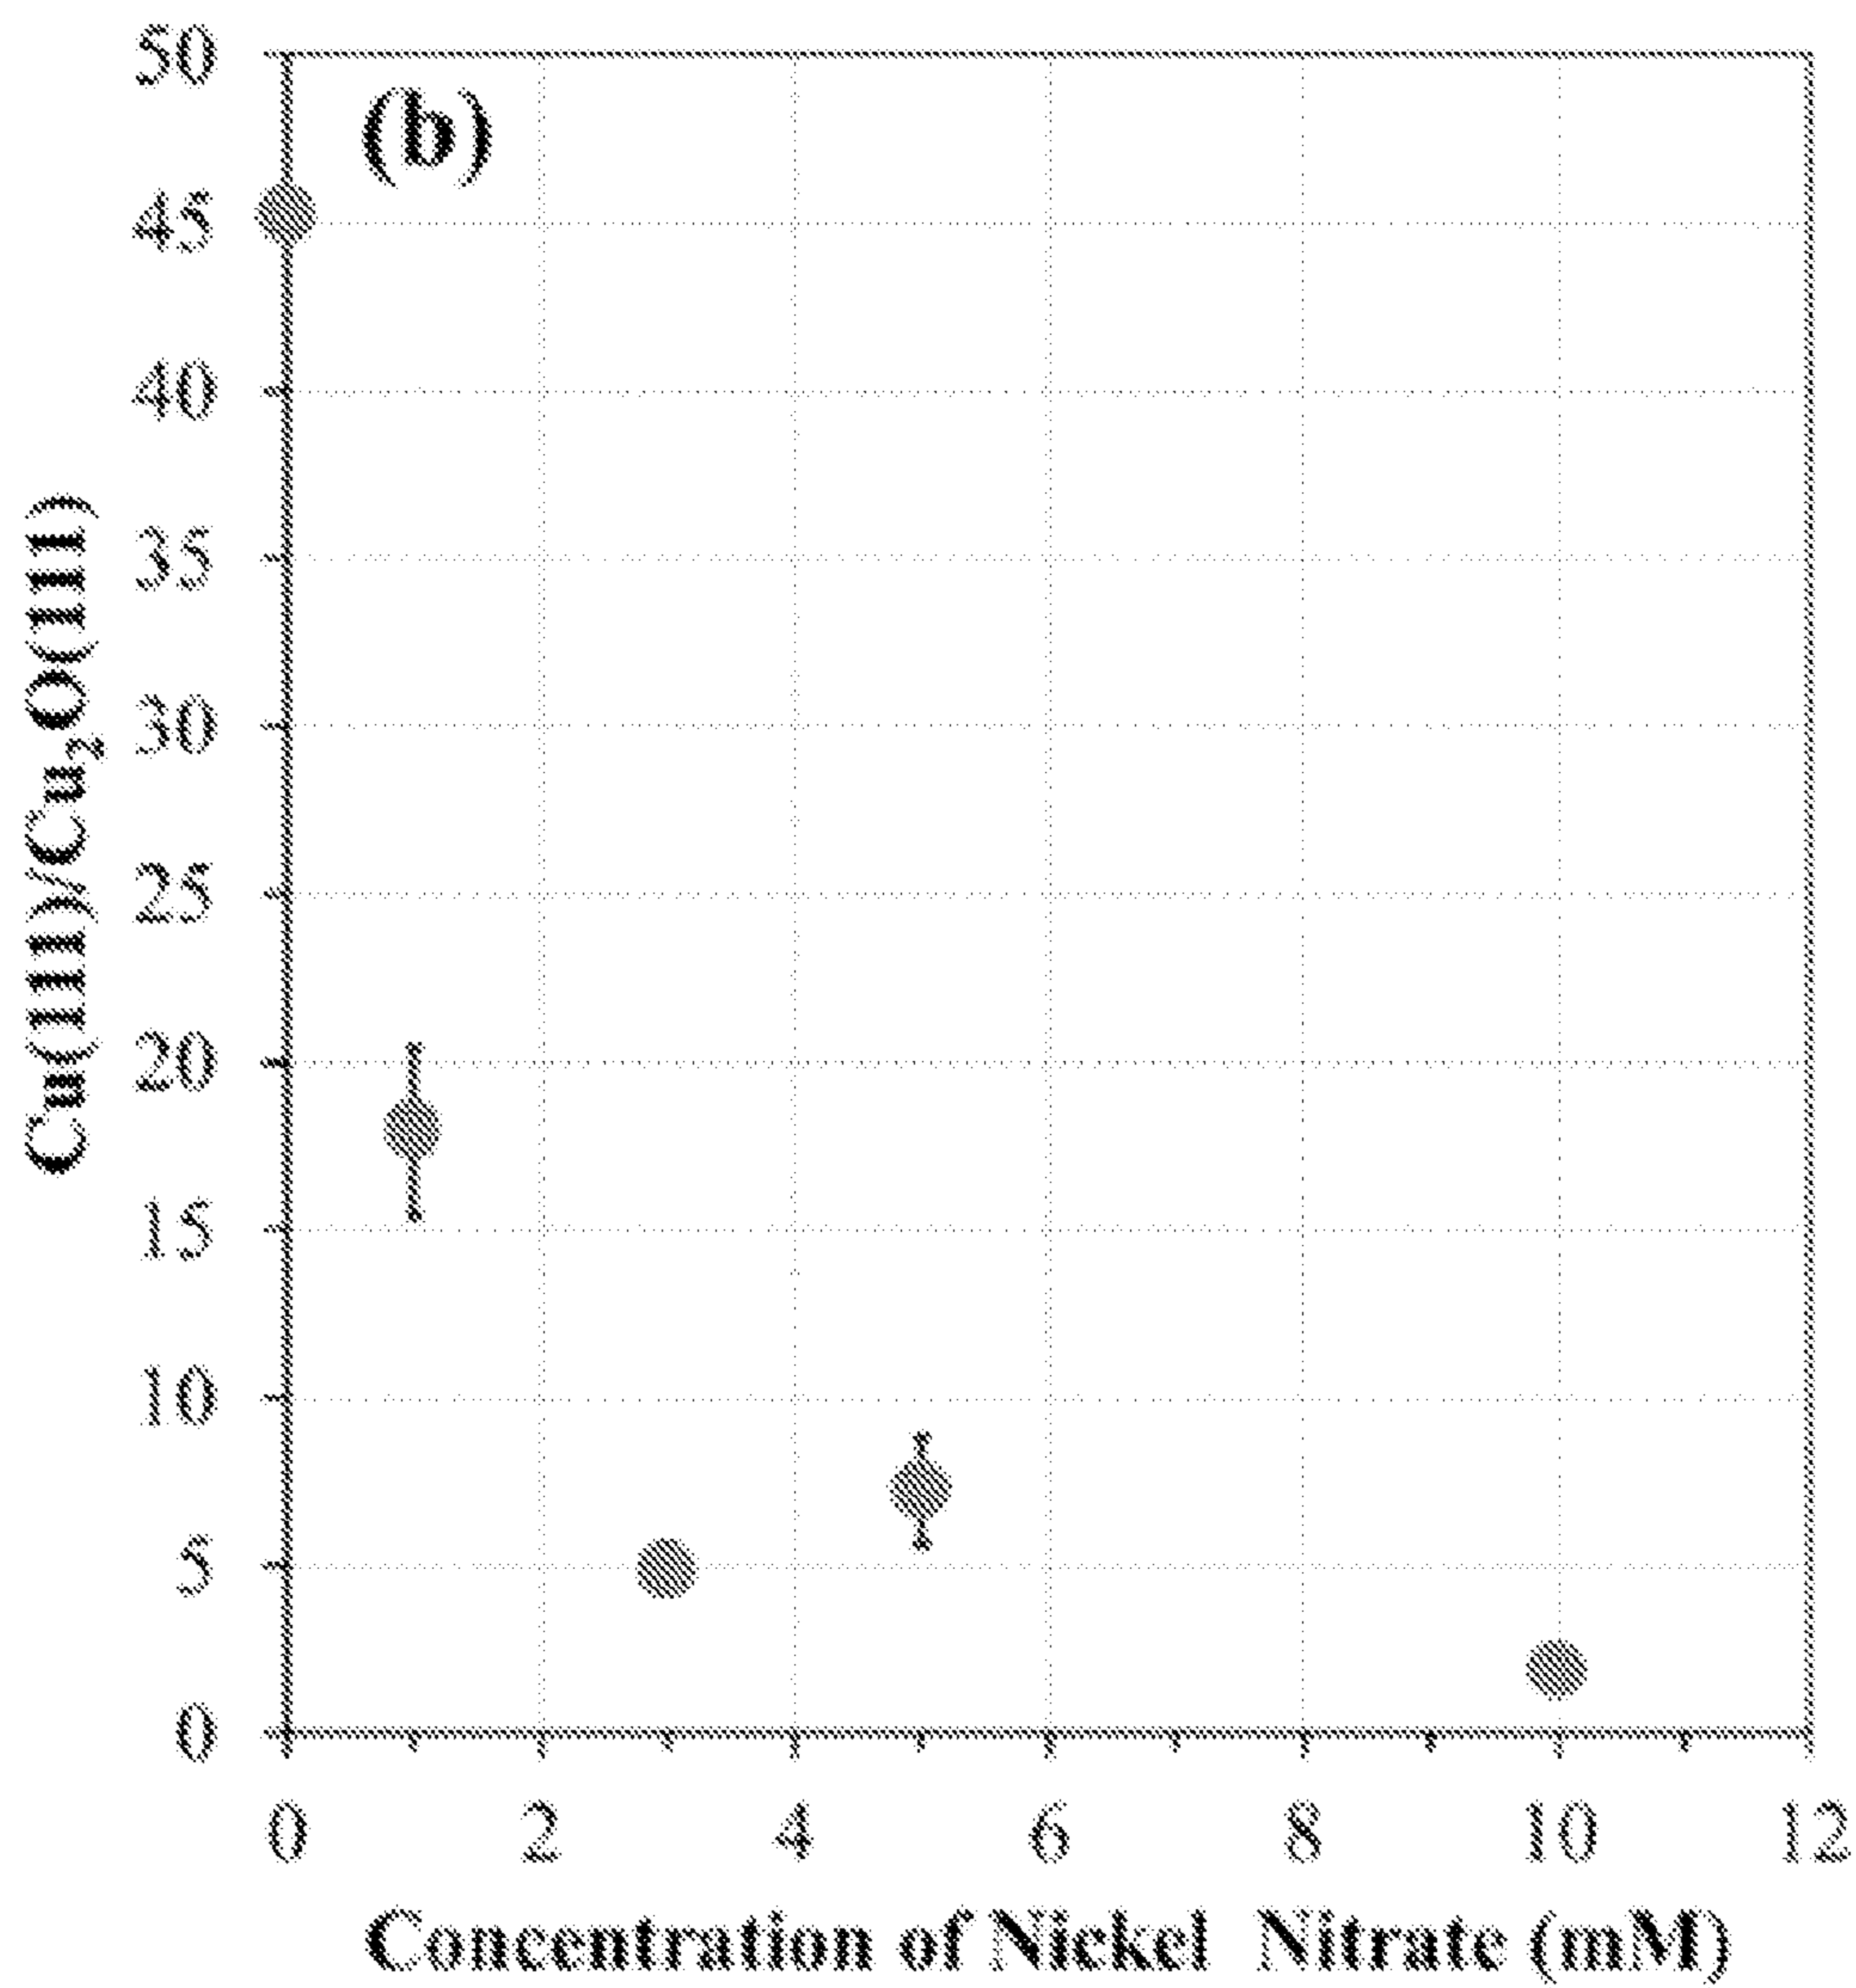 (b)
Cu(111)/Cu₂O(111)
50
45
40
35
30
25
20
15
10
5
0
0 2 4 6 8 10 12
Concentration of Nickel Nitrate (mM)